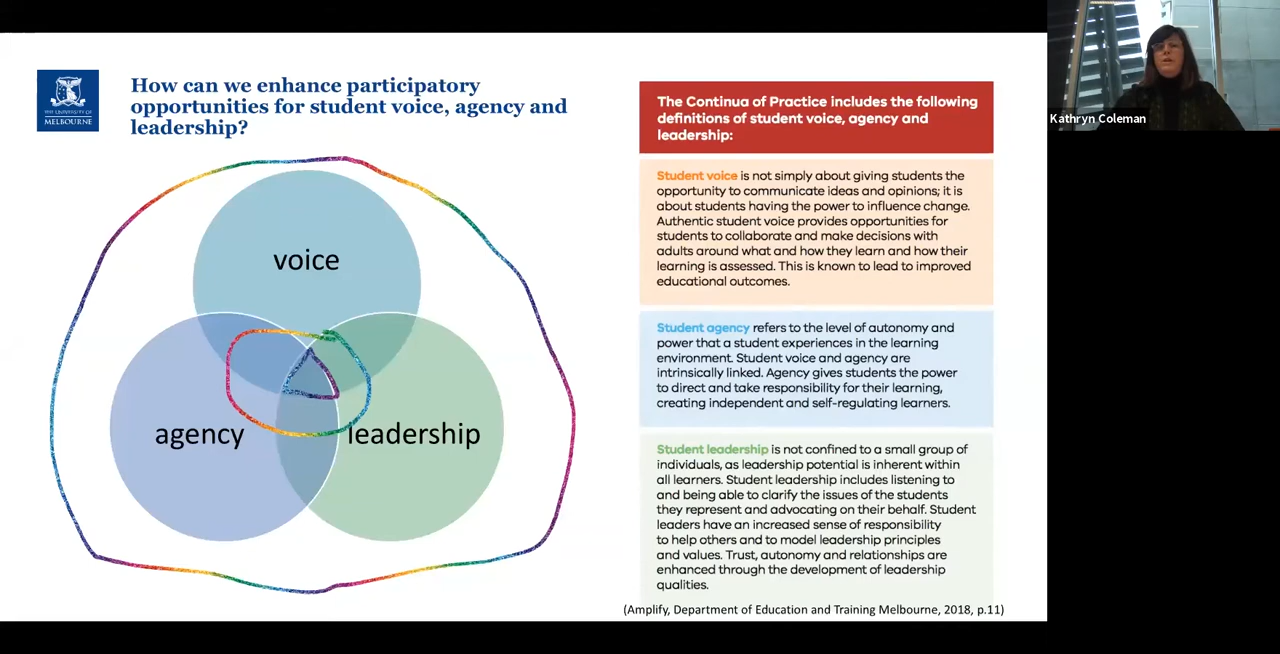 THE UNIVERSITY OF
MELBOURNE
How can we enhance participatory
opportunities for student voice, agency and
leadership?
voice
agency
leadership
The Continua of Practice includes the following
definitions of student voice, agency and
leadership:
Student voice is not simply about giving students the
opportunity to communicate ideas and opinions; it is
about students having the power to influence change.
Authentic student voice provides opportunities for
students to collaborate and make decisions with
adults around what and how they learn and how their
learning is assessed. This is known to lead to improved
educational outcomes.
Student agency refers to the level of autonomy and
power that a student experiences in the learning
environment. Student voice and agency are
intrinsically linked. Agency gives students the power
to direct and take responsibility for their learning,
creating independent and self-regulating learners.
Student leadership is not confined to a small group of
individuals, as leadership potential is inherent within
all learners. Student leadership includes listening to
and being able to clarify the issues of the students
they represent and advocating on their behalf. Student
leaders have an increased sense of responsibility
to help others and to model leadership principles
and values. Trust, autonomy and relationships are
enhanced through the development of leadership
qualities.
(Amplify, Department of Education and Training Melbourne, 2018, p.11)
Kathryn Coleman